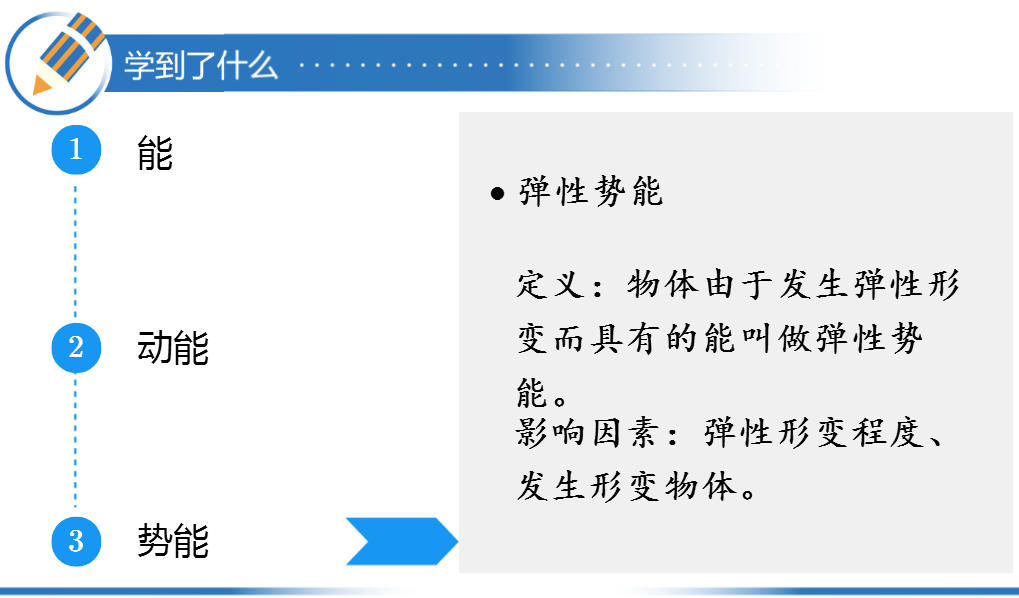 学到了什么
1 能
2 动能
3 势能
• 弹性势能
定义：物体由于发生弹性形
变而具有的能叫做弹性势
能。
影响因素：弹性形变程度、
发生形变物体。